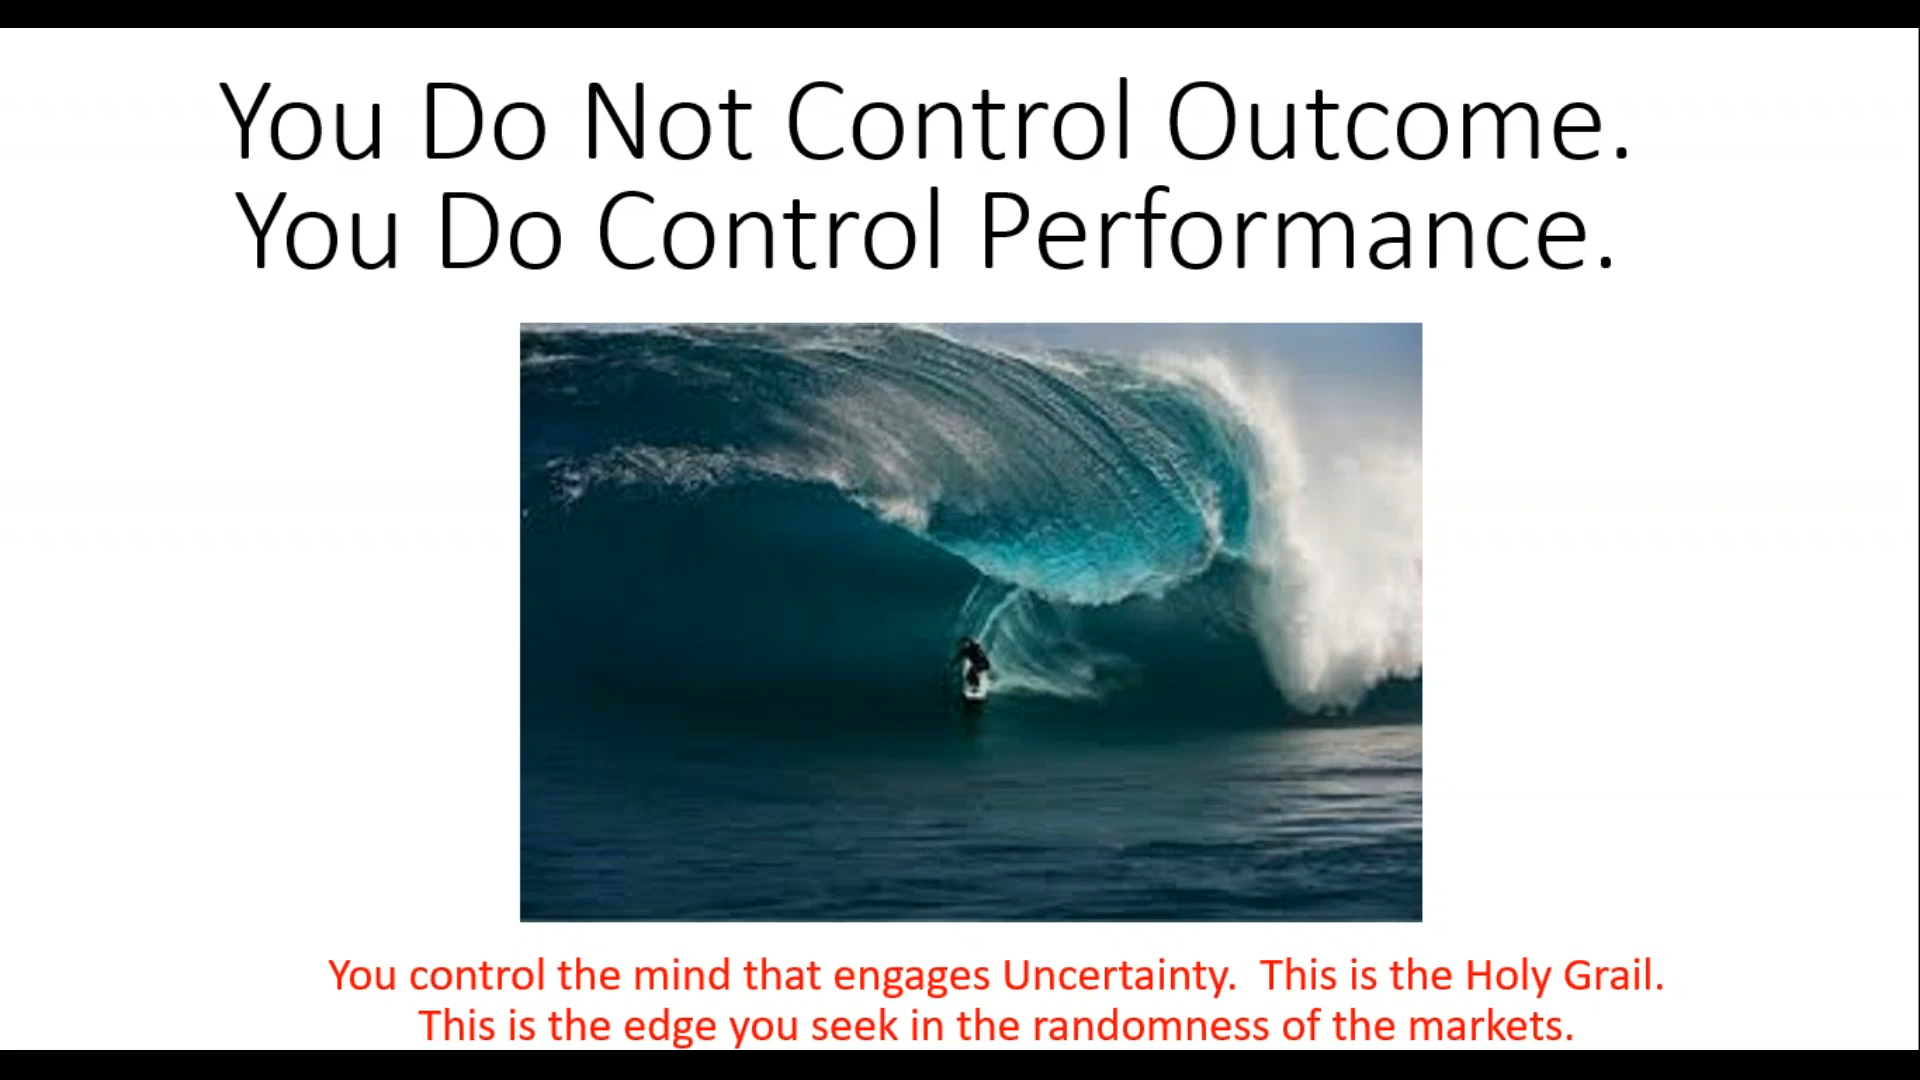 You Do Not Control Outcome.
You Do Control Performance.
You control the mind that engages Uncertainty.  This is the Holy Grail.
This is the edge you seek in the randomness of the markets.